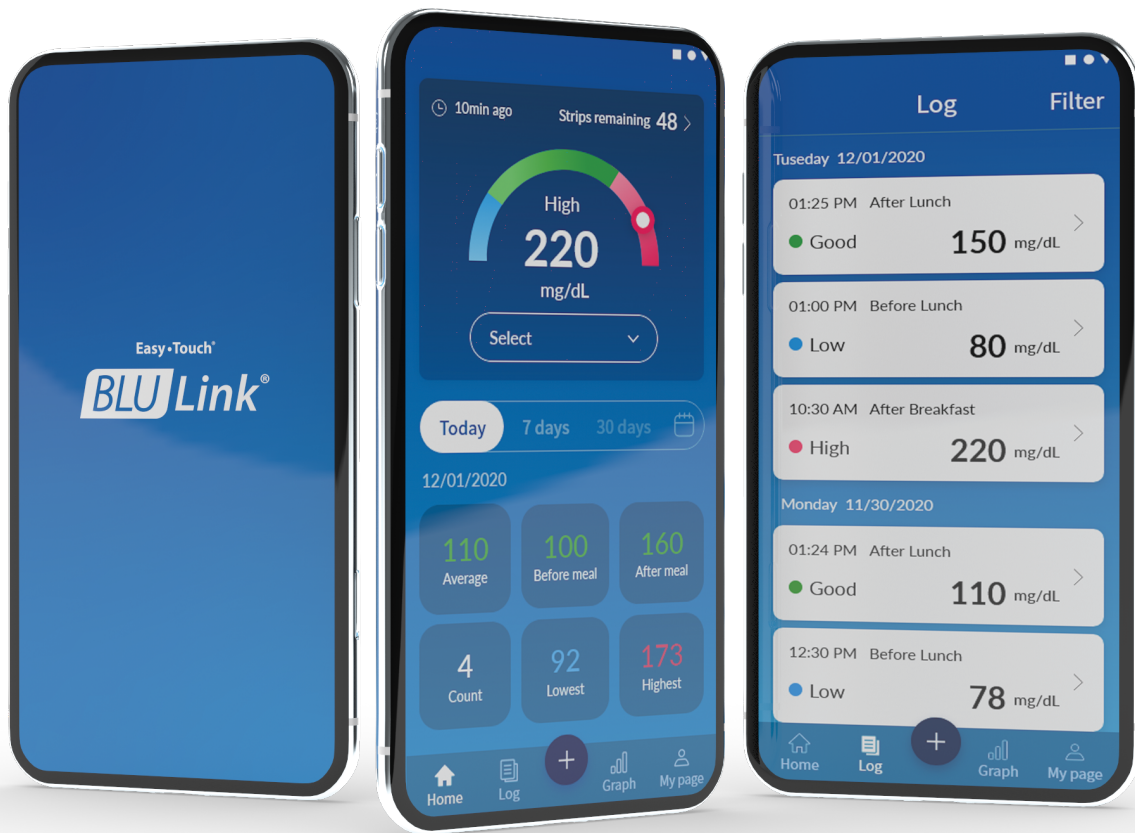 Easy•Touch®
BLU Link®
10min ago
Strips remaining 48 >
High
220
mg/dL
Select
Today 7 days 30 days
12/01/2020
110
Average
100
Before meal
160
After meal
4
Count
92
Lowest
173
Highest
Home
Log
+
Graph
My page
Log
Filter
Tuseday 12/01/2020
01:25 PM After Lunch
Good 150 mg/dL
01:00 PM Before Lunch
Low 80 mg/dL
10:30 AM After Breakfast
High 220 mg/dL
Monday 11/30/2020
01:24 PM After Lunch
Good 110 mg/dL
12:30 PM Before Lunch
Low 78 mg/dL
Home
Log
+
Graph
My page